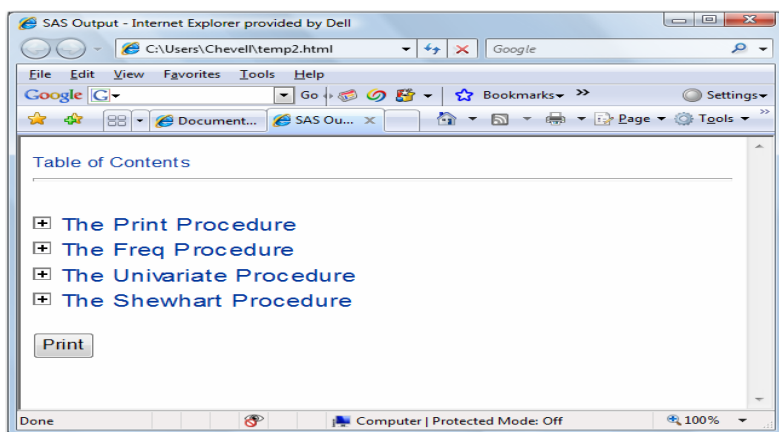 SAS Output - Internet Explorer provided by Dell
C:\Users\Chevell\temp2.html
Google
File Edit View Favorites Tools Help
Google G Go Bookmarks >> Settings
Document... SAS Ou... x Page Tools >>
Table of Contents
The Print Procedure
The Freq Procedure
The Univariate Procedure
The Shewhart Procedure
Print
Done Computer | Protected Mode: Off 100%